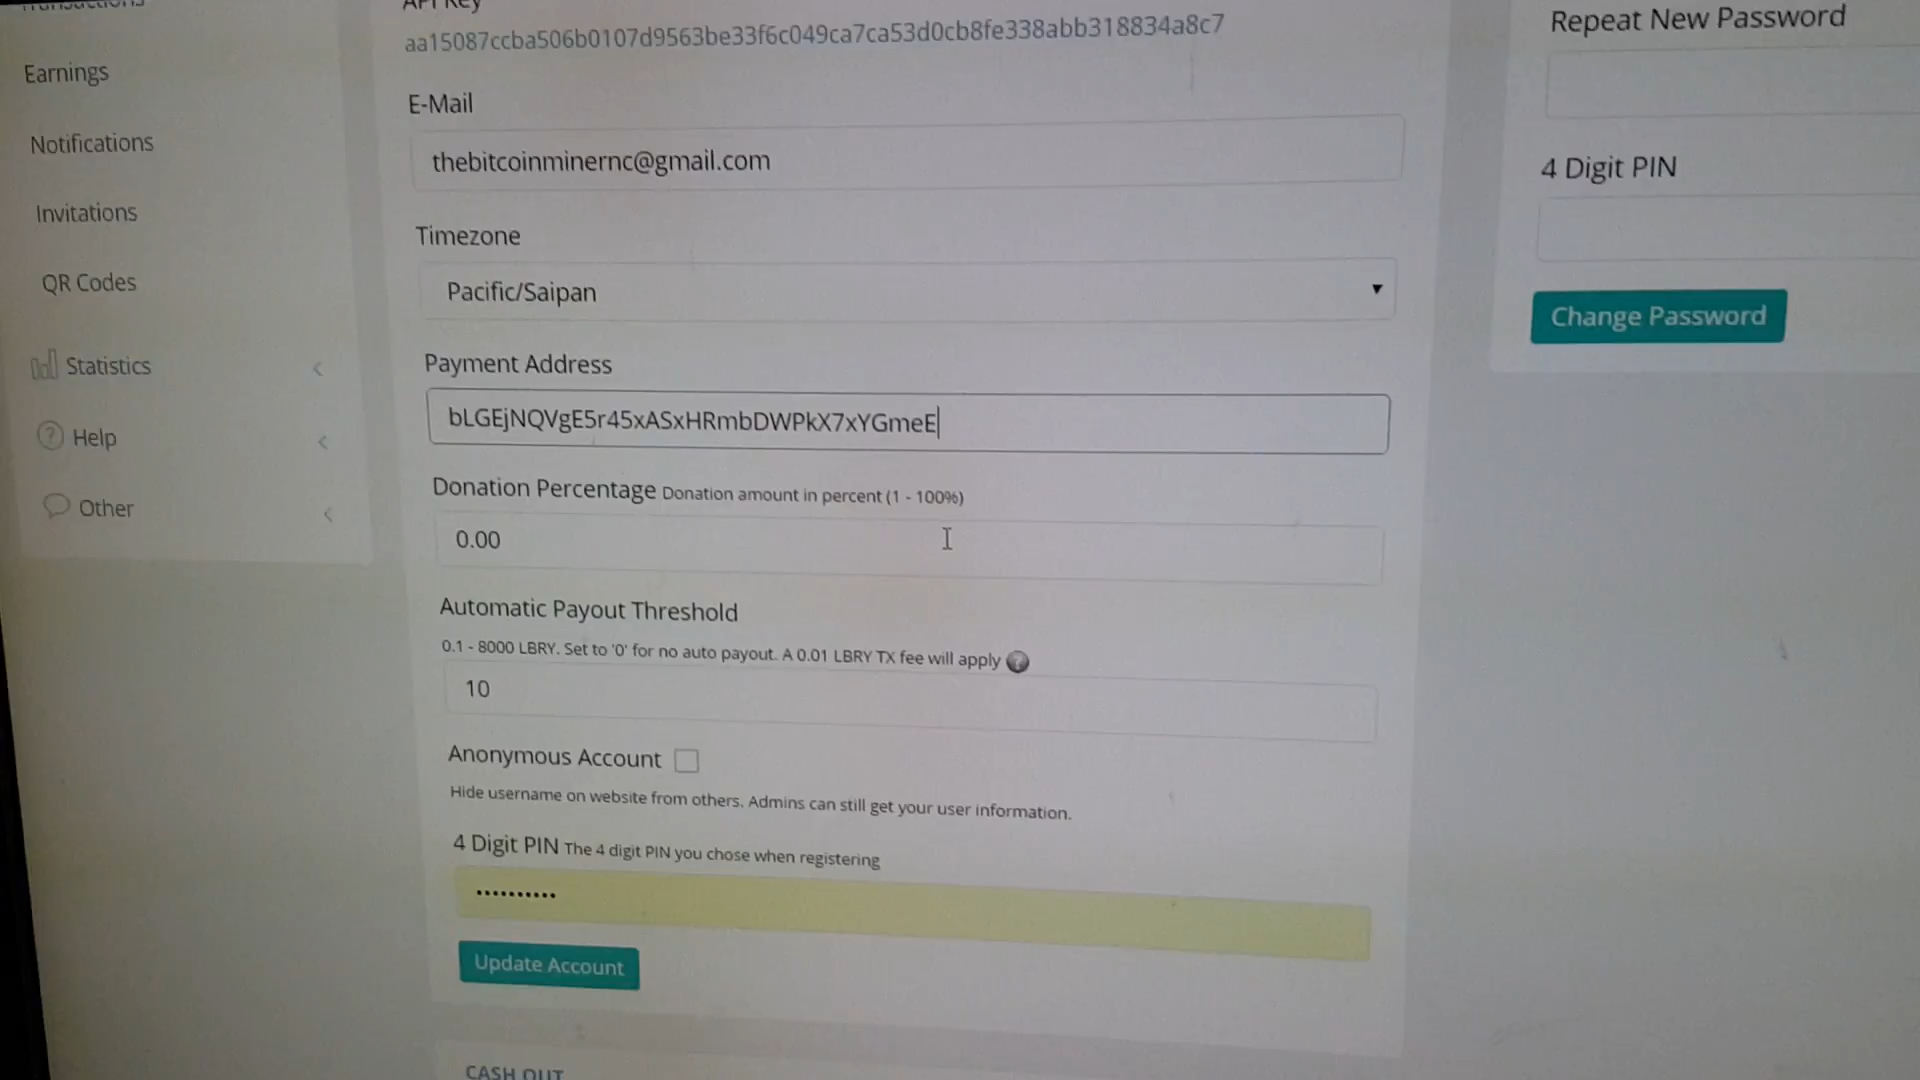 Transactions
Earnings
Notifications
Invitations
QR Codes
Statistics
Help
Other
API Key
aa15087ccba506b0107d9563be33f6c049ca7ca53d0cb8fe338abb318834a8c7
E-Mail
thebitcoinminernc@gmail.com
Timezone
Pacific/Saipan
Payment Address
bLGEjNQVgE5r45xASxHRmbDWPkX7xYGmeE
Donation Percentage Donation amount in percent (1 - 100%)
0.00
Automatic Payout Threshold
0.1 - 8000 LBRY. Set to '0' for no auto payout. A 0.01 LBRY TX fee will apply
10
Anonymous Account
Hide username on website from others. Admins can still get your user information.
4 Digit PIN The 4 digit PIN you chose when registering
••••••••••
Update Account
CASH OUT
Repeat New Password
4 Digit PIN
Change Password